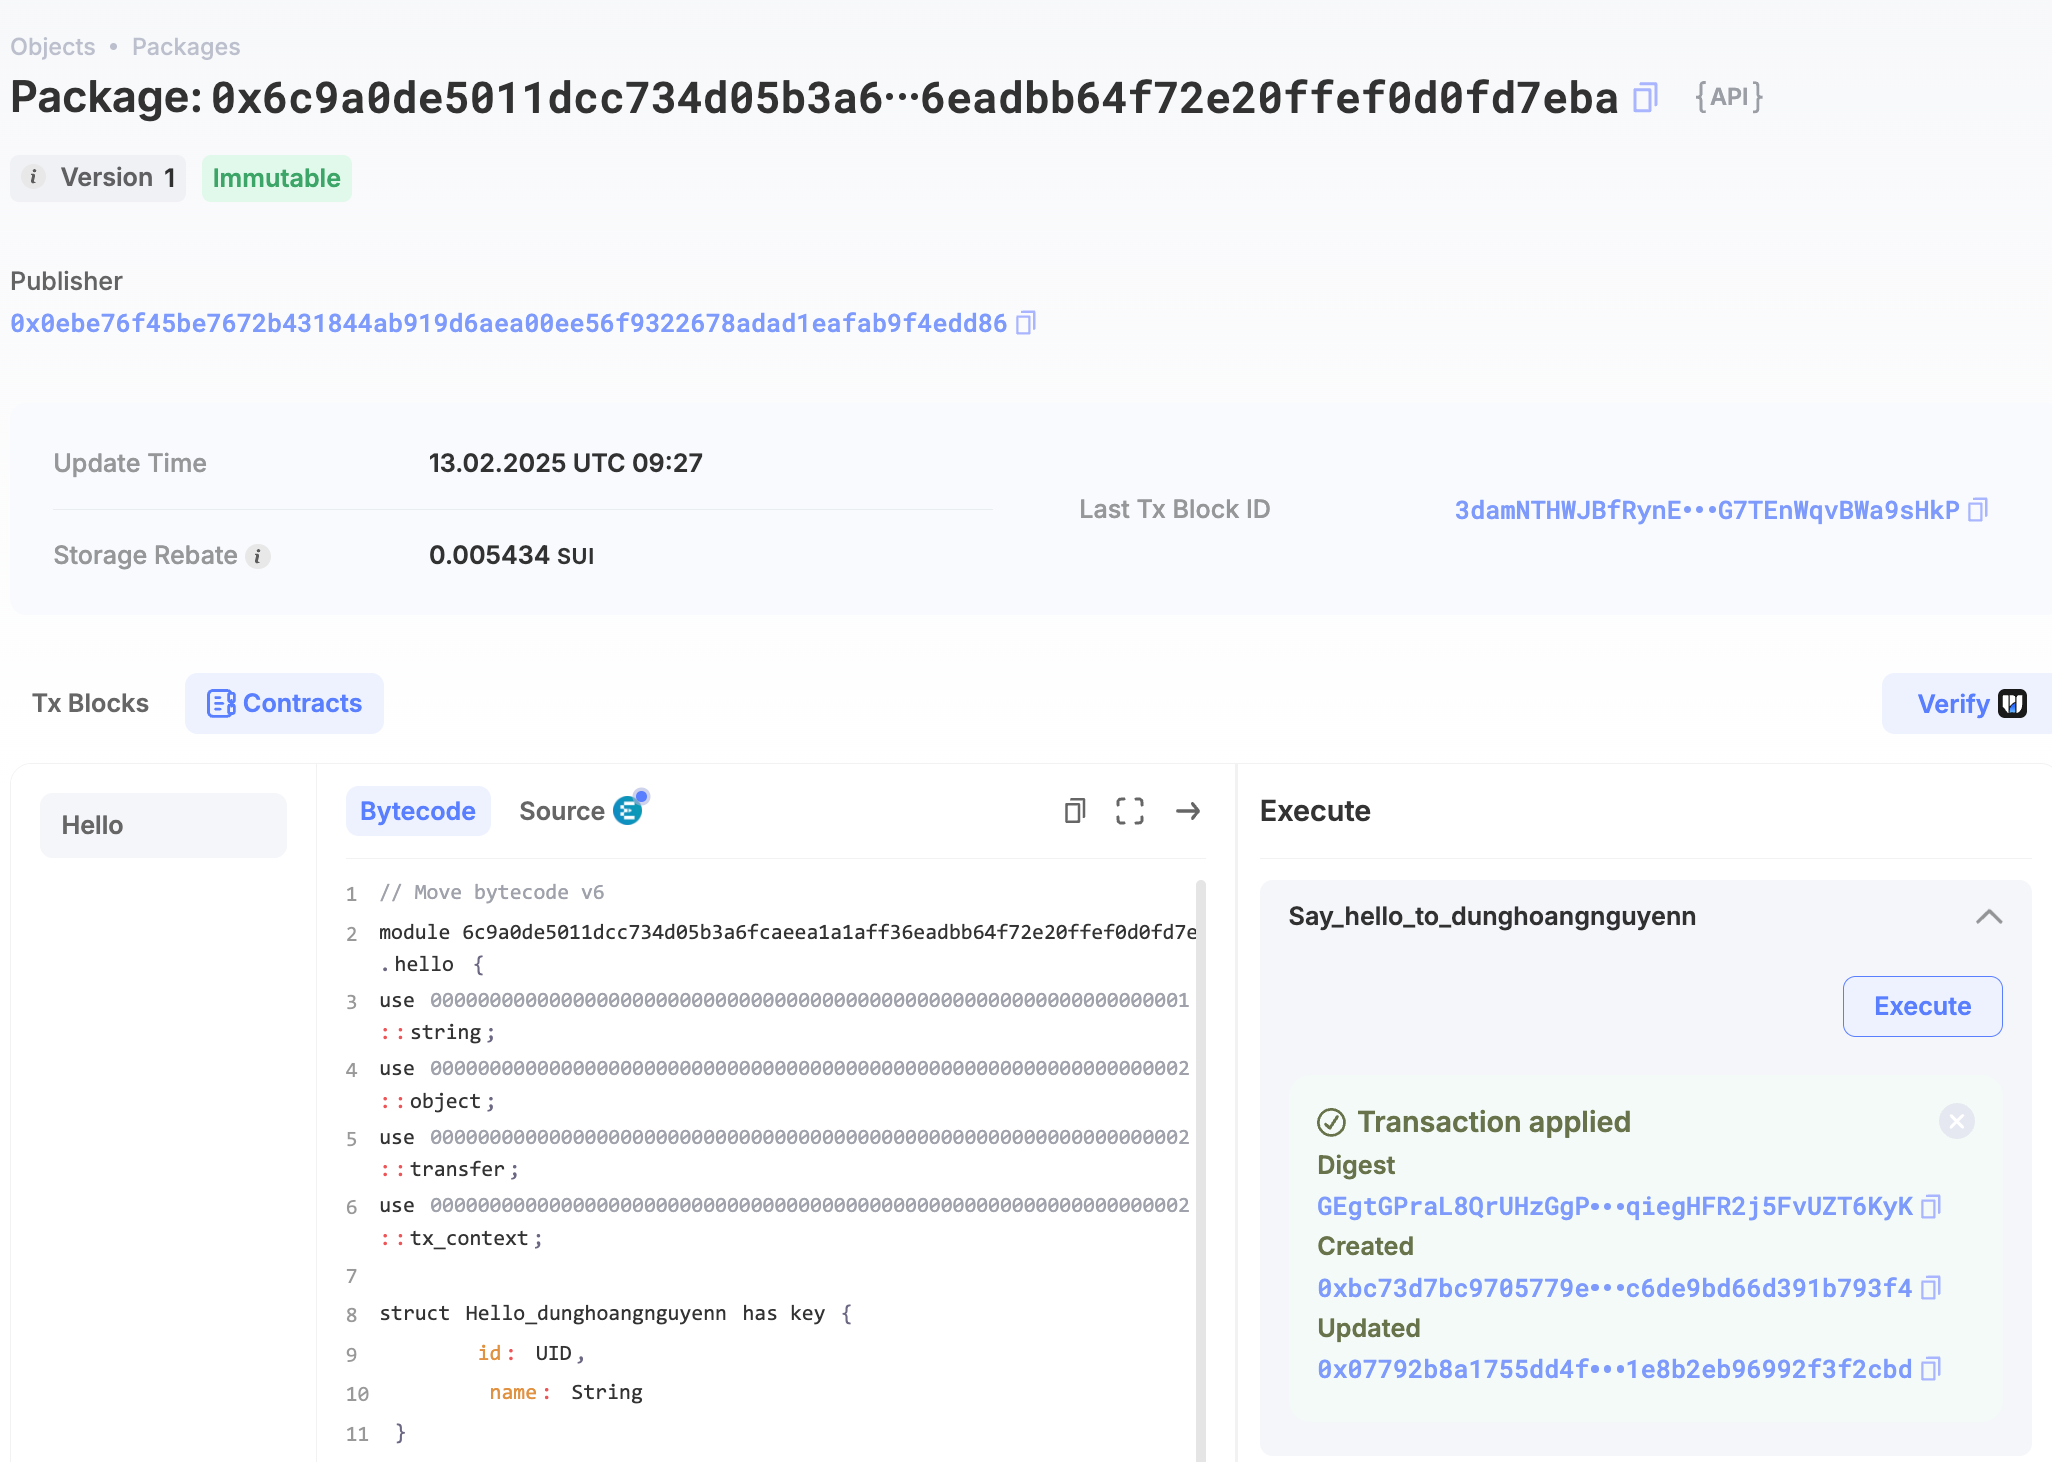 Objects • Packages
Package: 0x6c9a0de5011dcc734d05b3a6···6eadbb64f72e20ffef0d0fd7eba {API}
i Version 1 Immutable
Publisher
0x0ebe76f45be7672b431844ab919d6aea00ee56f9322678adad1eafab9f4edd86
Update Time 13.02.2025 UTC 09:27
Storage Rebate i 0.005434 SUI
Last Tx Block ID 3damNTHWJBfRynE•••G7TEnWqvBWa9sHkP
Tx Blocks Contracts Verify
Hello
Bytecode Source
1 // Move bytecode v6
2 module 6c9a0de5011dcc734d05b3a6fcaeea1a1aff36eadbb64f72e20ffef0d0fd7e
.hello {
3 use 0000000000000000000000000000000000000000000000000000000000000001
::string;
4 use 0000000000000000000000000000000000000000000000000000000000000002
::object;
5 use 0000000000000000000000000000000000000000000000000000000000000002
::transfer;
6 use 0000000000000000000000000000000000000000000000000000000000000002
::tx_context;
7
8 struct Hello_dunghoangnguyenn has key {
9 id: UID,
10 name: String
11 }
Execute
Say_hello_to_dunghoangnguyenn
Execute
Transaction applied
Digest
GEgtGPraL8QrUHzGgP•••qiegHFR2j5FvUZT6KyK
Created
0xbc73d7bc9705779e•••c6de9bd66d391b793f4
Updated
0x07792b8a1755dd4f•••1e8b2eb96992f3f2cbd